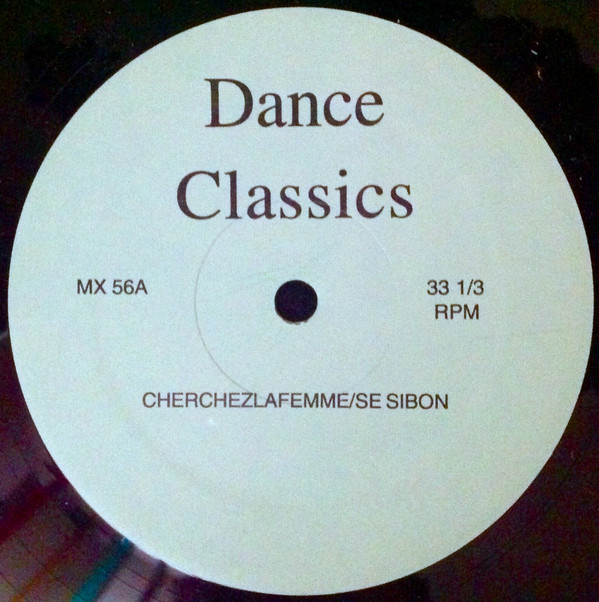 Dance
Classics
MX 56A
33 1/3
RPM
CHERCHEZLAFEMME/SE SIBON